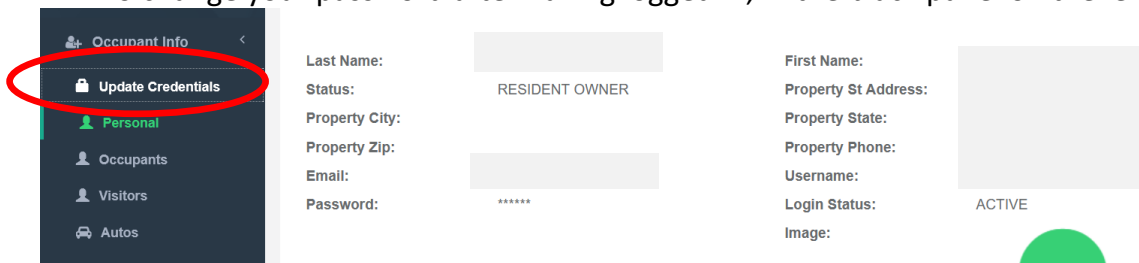 Occupant Info <
Update Credentials
Personal
Occupants
Visitors
Autos
Last Name:
First Name:
Status: RESIDENT OWNER
Property St Address:
Property City:
Property State:
Property Zip:
Property Phone:
Email:
Username:
Password: ******
Login Status: ACTIVE
Image: